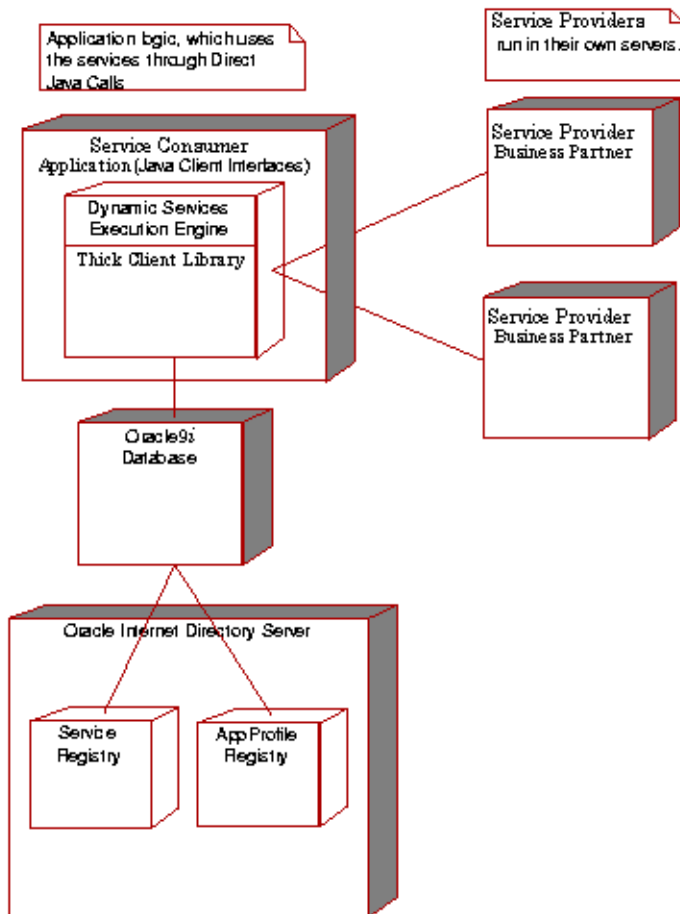 Application logic, which uses
the services through Direct
Java Calls
Service Providers
run in their own servers.
Service Consumer
Application (Java Client Interfaces)
Dynamic Services
Execution Engine
Thick Client Library
Service Provider
Business Partner
Service Provider
Business Partner
Oracle9i
Database
Oracle Internet Directory Server
Service
Registry
App Profile
Registry